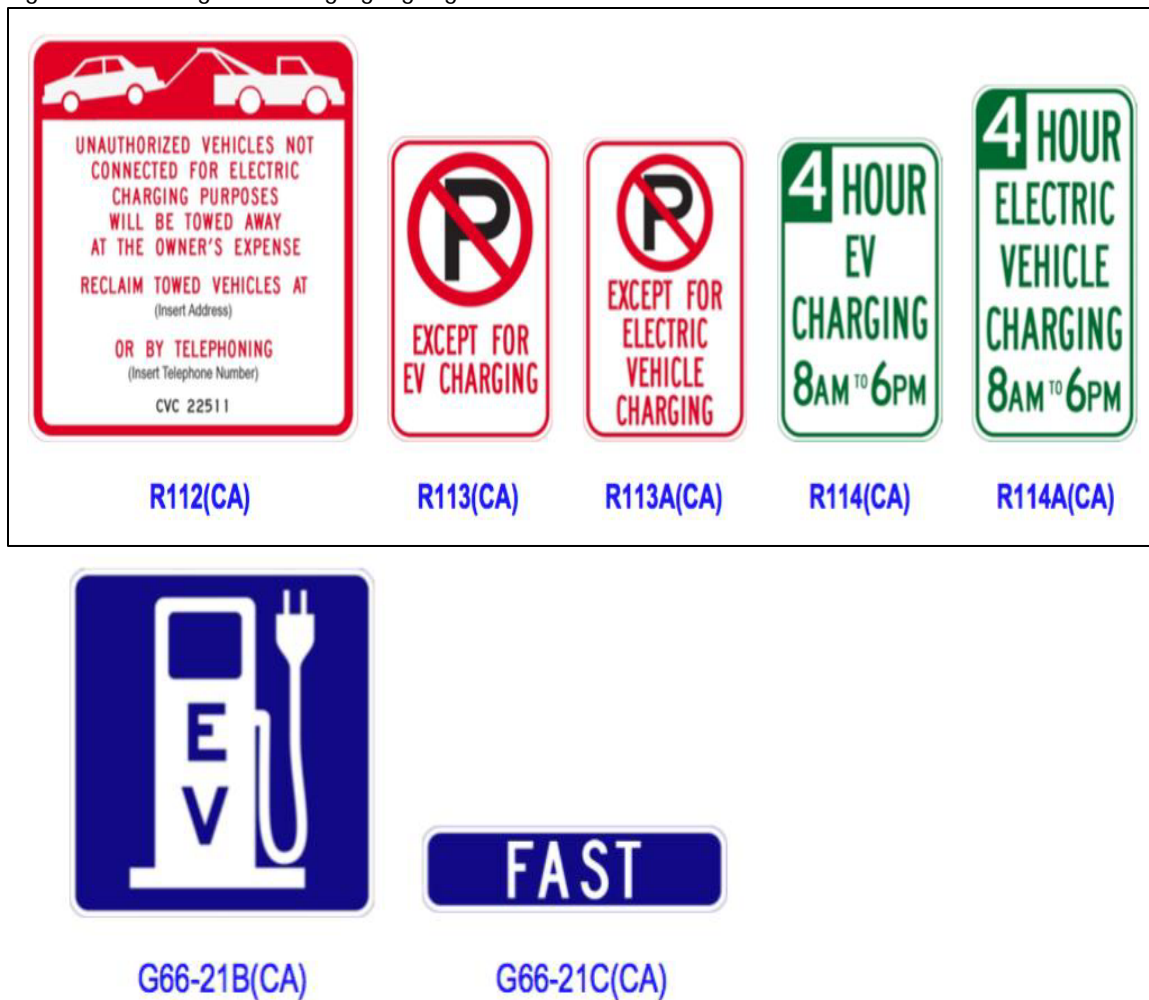 UNAUTHORIZED VEHICLES NOT
CONNECTED FOR ELECTRIC
CHARGING PURPOSES
WILL BE TOWED AWAY
AT THE OWNER'S EXPENSE
RECLAIM TOWED VEHICLES AT
(Insert Address)
OR BY TELEPHONING
(Insert Telephone Number)
CVC 22511
R112(CA)
P
EXCEPT FOR
EV CHARGING
R113(CA)
P
EXCEPT FOR
ELECTRIC
VEHICLE
CHARGING
R113A(CA)
4 HOUR
EV
CHARGING
8AM TO 6PM
R114(CA)
4 HOUR
ELECTRIC
VEHICLE
CHARGING
8AM TO 6PM
R114A(CA)
E
V
G66-21B(CA)
FAST
G66-21C(CA)